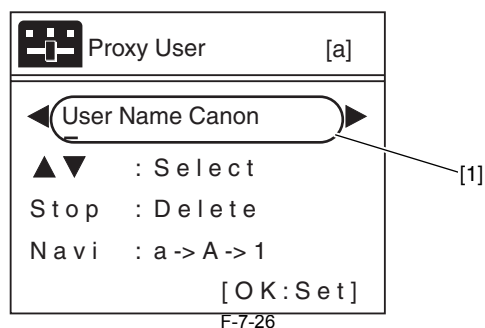 Proxy User [a]
◀ User Name Canon ▶
▲▼ : Select
[1]
Stop : Delete
Navi : a -> A -> 1
[OK:Set]
F-7-26